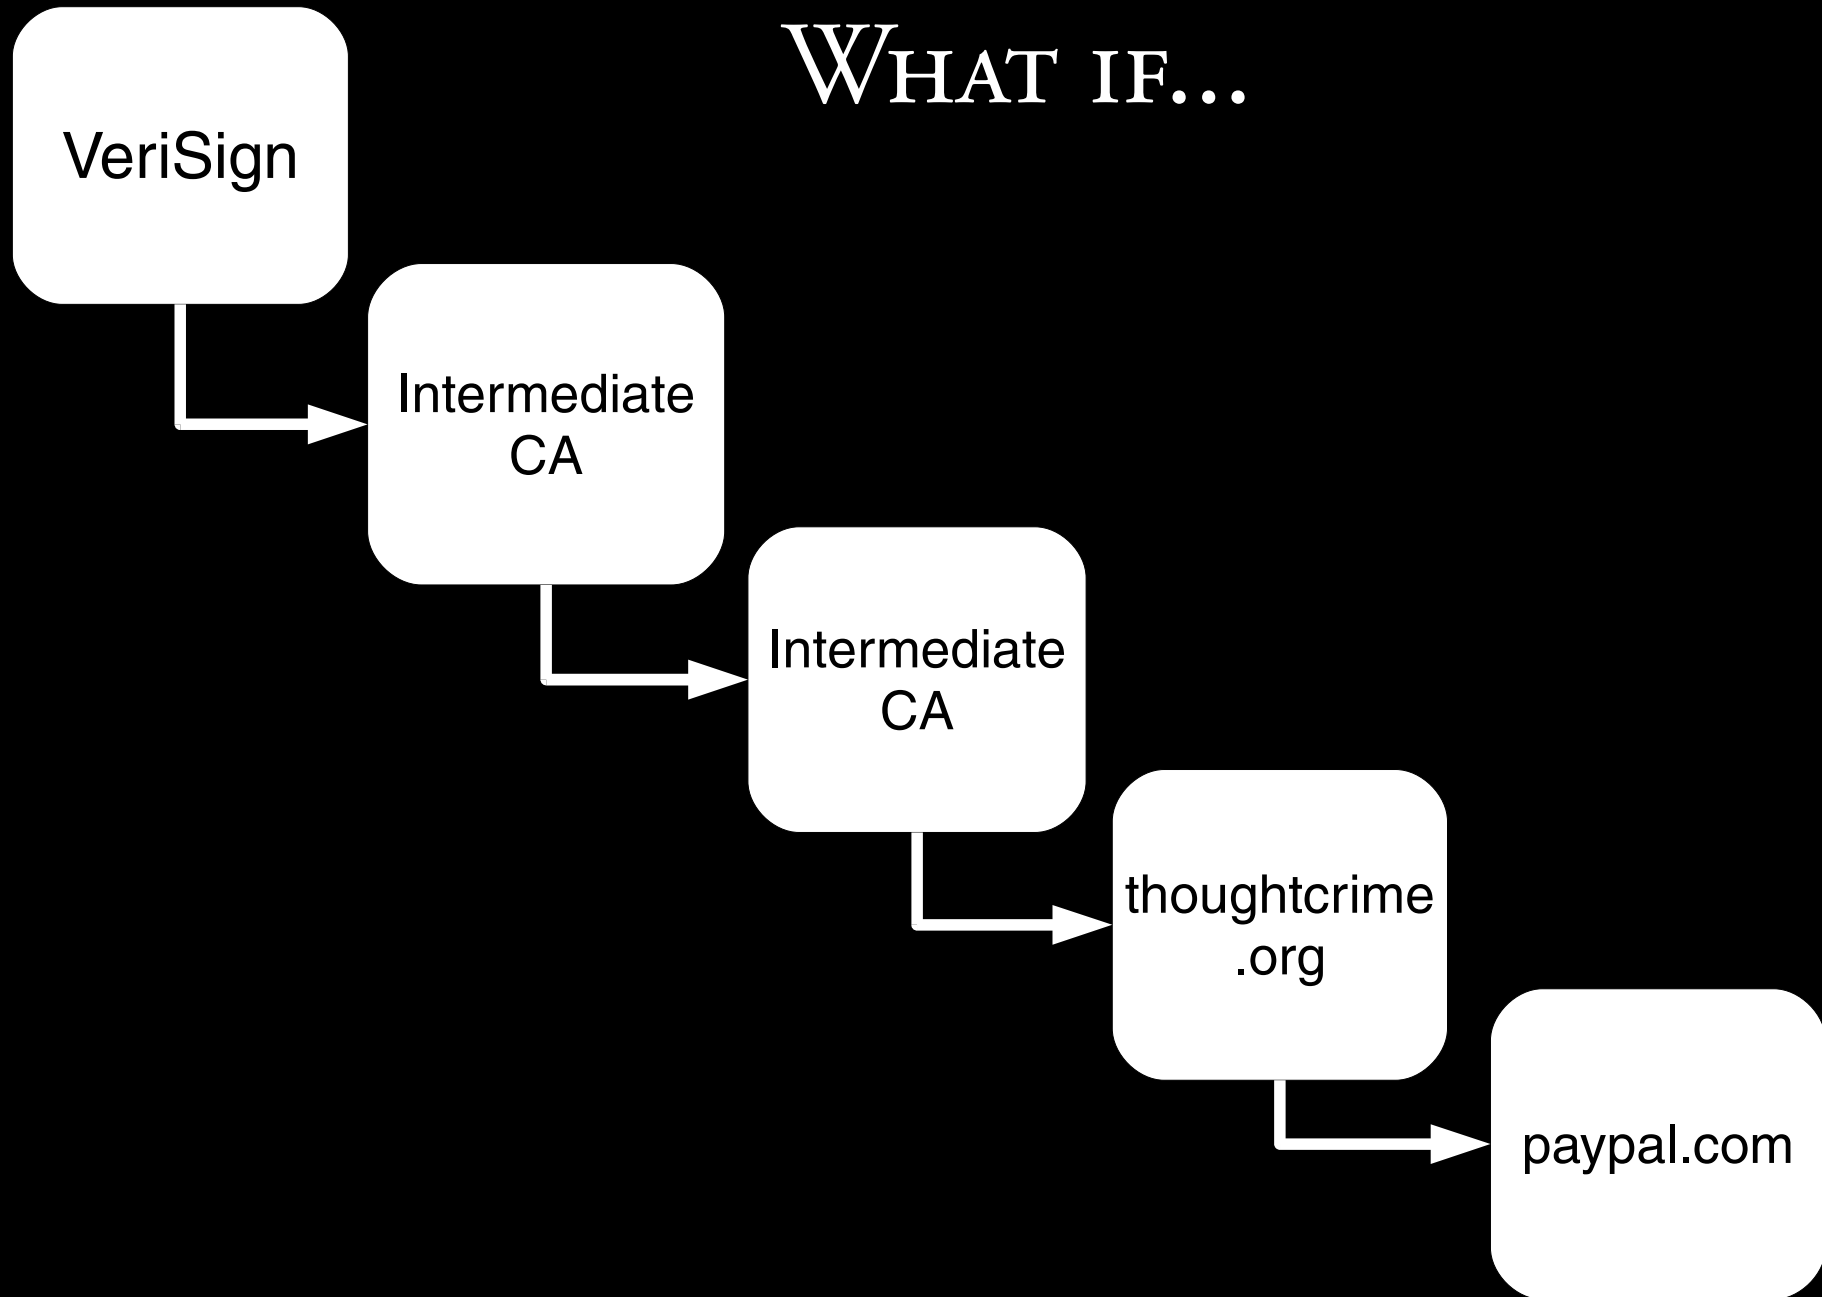 WHAT IF...
VeriSign
Intermediate
CA
Intermediate
CA
thoughtcrime
.org
paypal.com